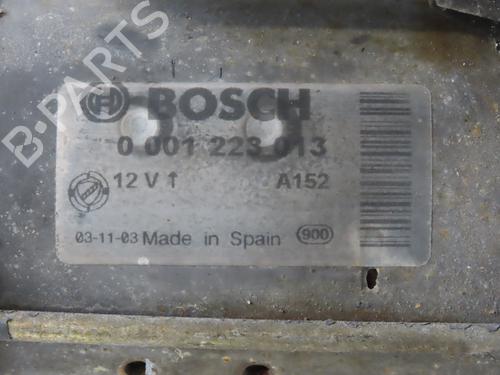 B-PARTS
BOSCH
0 001 223 013
12 V ↑ A152
03-11-03 Made in Spain 900